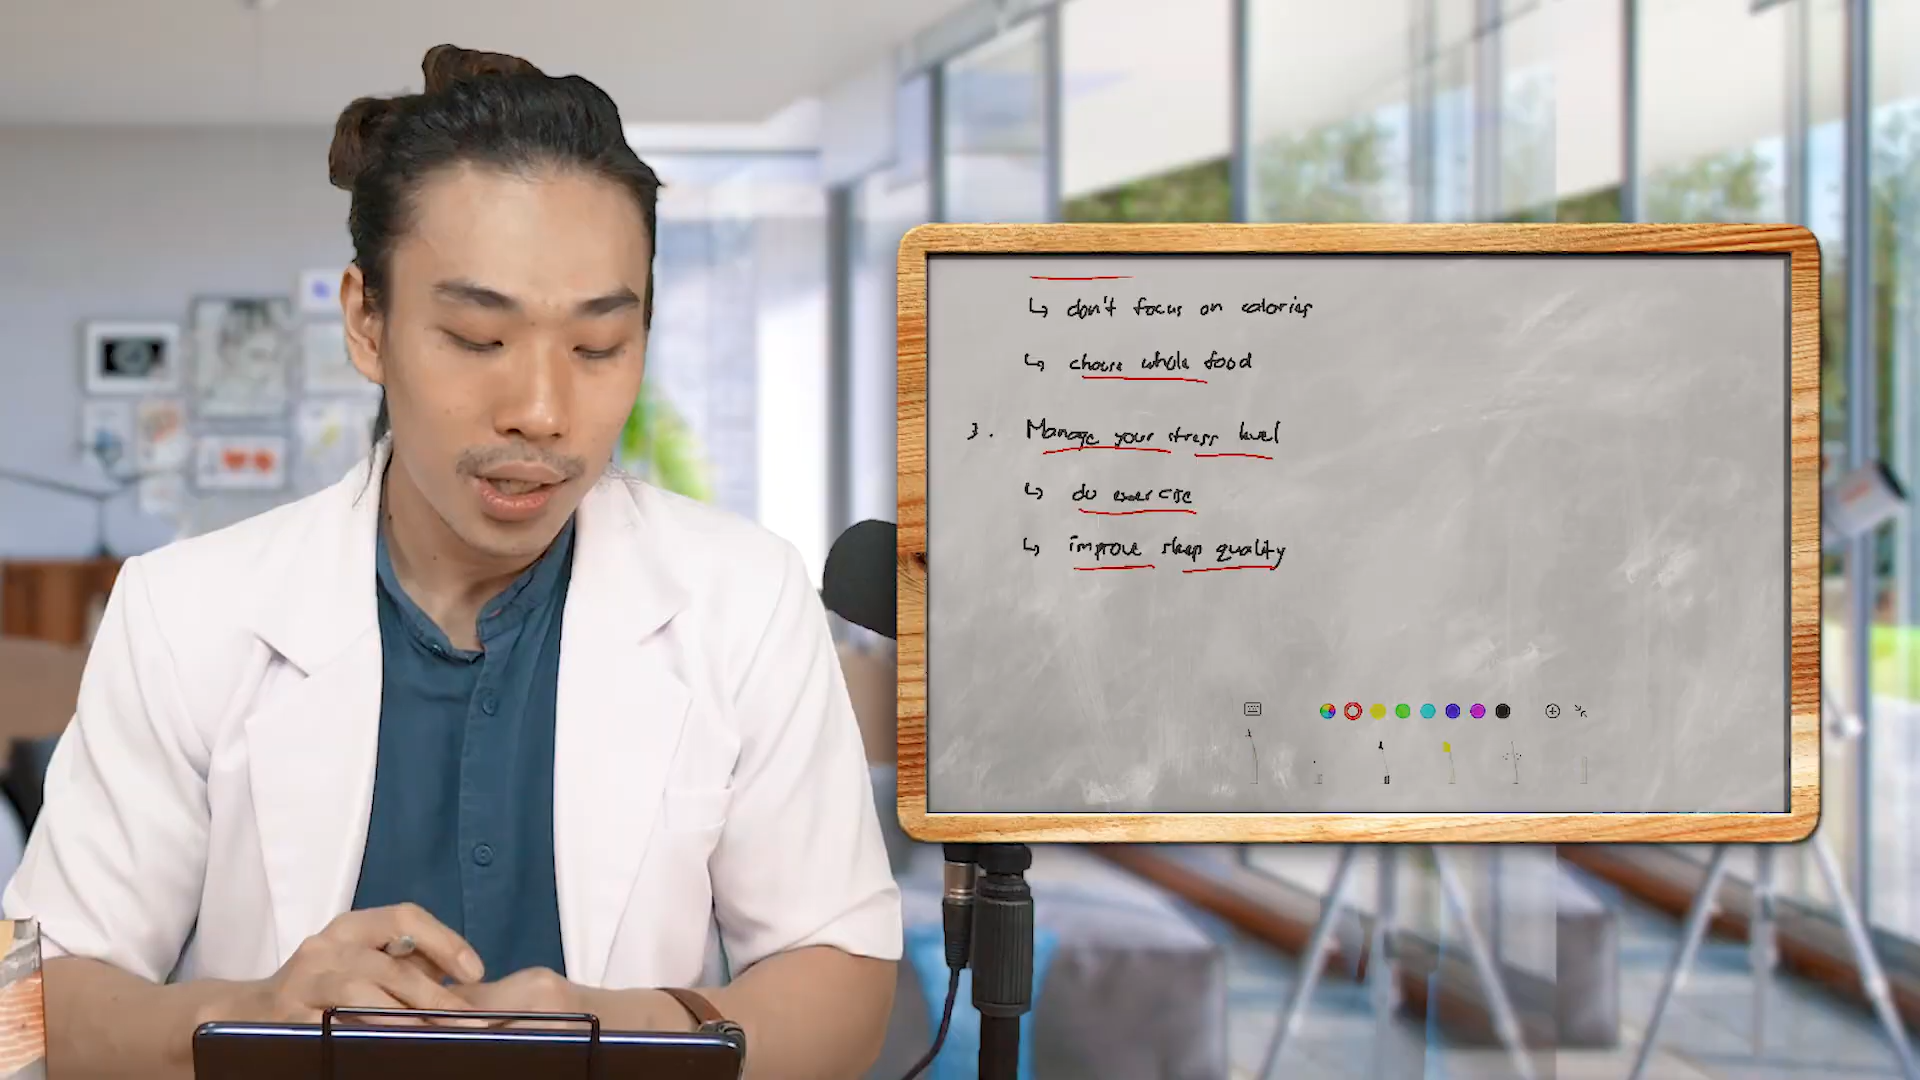 ↳ don't focus on calories
↳ choose whole food
3. Manage your stress level
↳ do exercise
↳ improve sleep quality